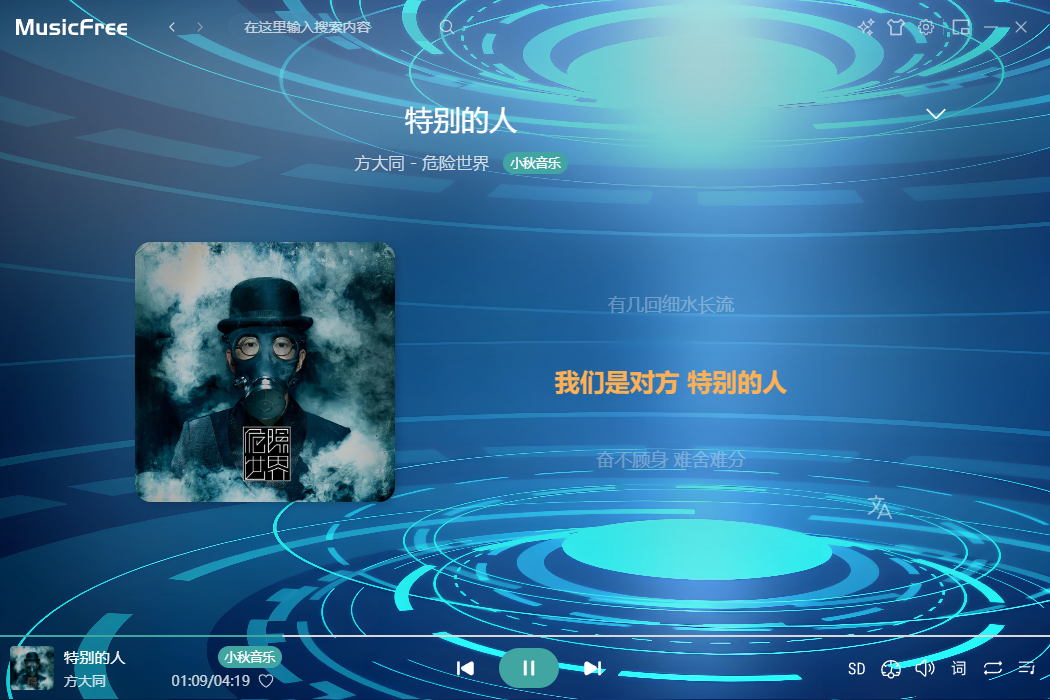 MusicFree 在这里输入搜索内容
特别的人
方大同 - 危险世界 小秋音乐
有几回细水长流
我们是对方 特别的人
奋不顾身 难舍难分
危险
世界
特别的人 小秋音乐
方大同 01:09/04:19
SD 词